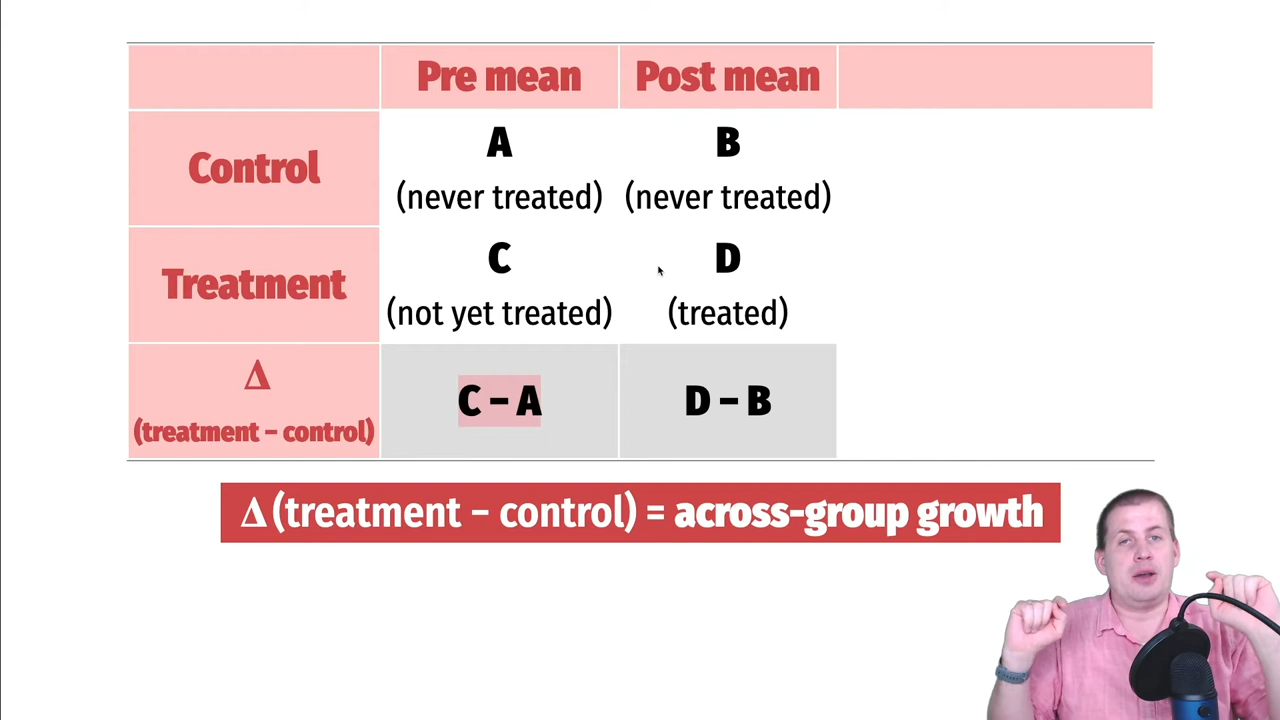 Pre mean Post mean
Control
A
(never treated)
B
(never treated)
Treatment
C
(not yet treated)
D
(treated)
Δ
(treatment – control)
C – A
D – B
Δ (treatment – control) = across-group growth